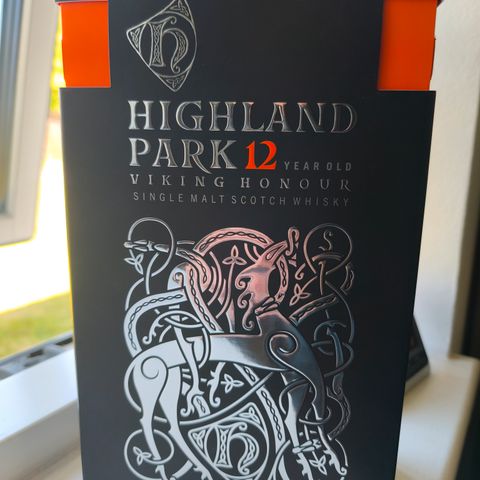 H
HIGHLAND
PARK 12 YEAR OLD
VIKING HONOUR
SINGLE MALT SCOTCH WHISKY
H